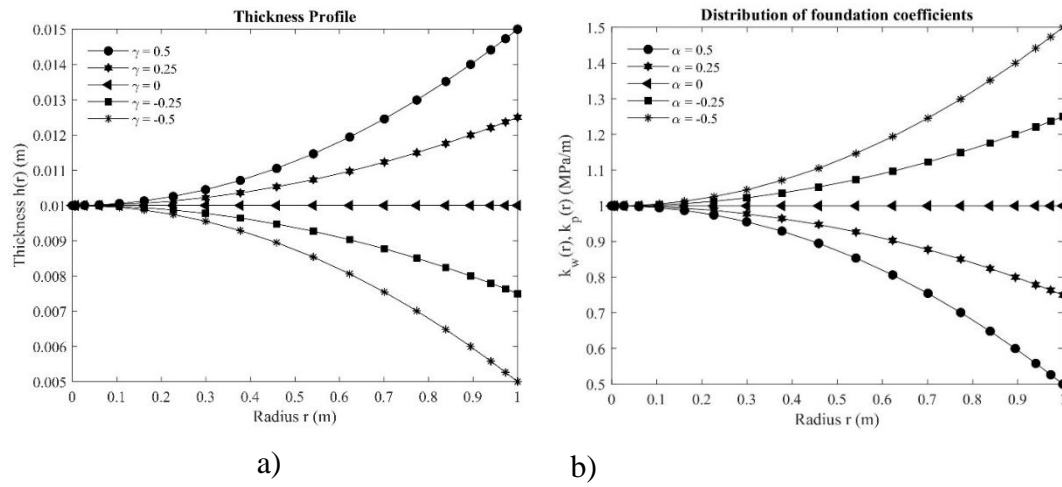 Thickness Profile
0.015
0.014
0.013
0.012
0.011
0.01
0.009
0.008
0.007
0.006
0.005
Thickness h(r) (m)
γ = 0.5
γ = 0.25
γ = 0
γ = -0.25
γ = -0.5
0 0.1 0.2 0.3 0.4 0.5 0.6 0.7 0.8 0.9 1
Radius r (m)
a)
Distribution of foundation coefficients
1.5
1.4
1.3
1.2
1.1
1
0.9
0.8
0.7
0.6
0.5
k_w(r), k_p(r) (MPa/m)
α = 0.5
α = 0.25
α = 0
α = -0.25
α = -0.5
0 0.1 0.2 0.3 0.4 0.5 0.6 0.7 0.8 0.9 1
Radius r (m)
b)